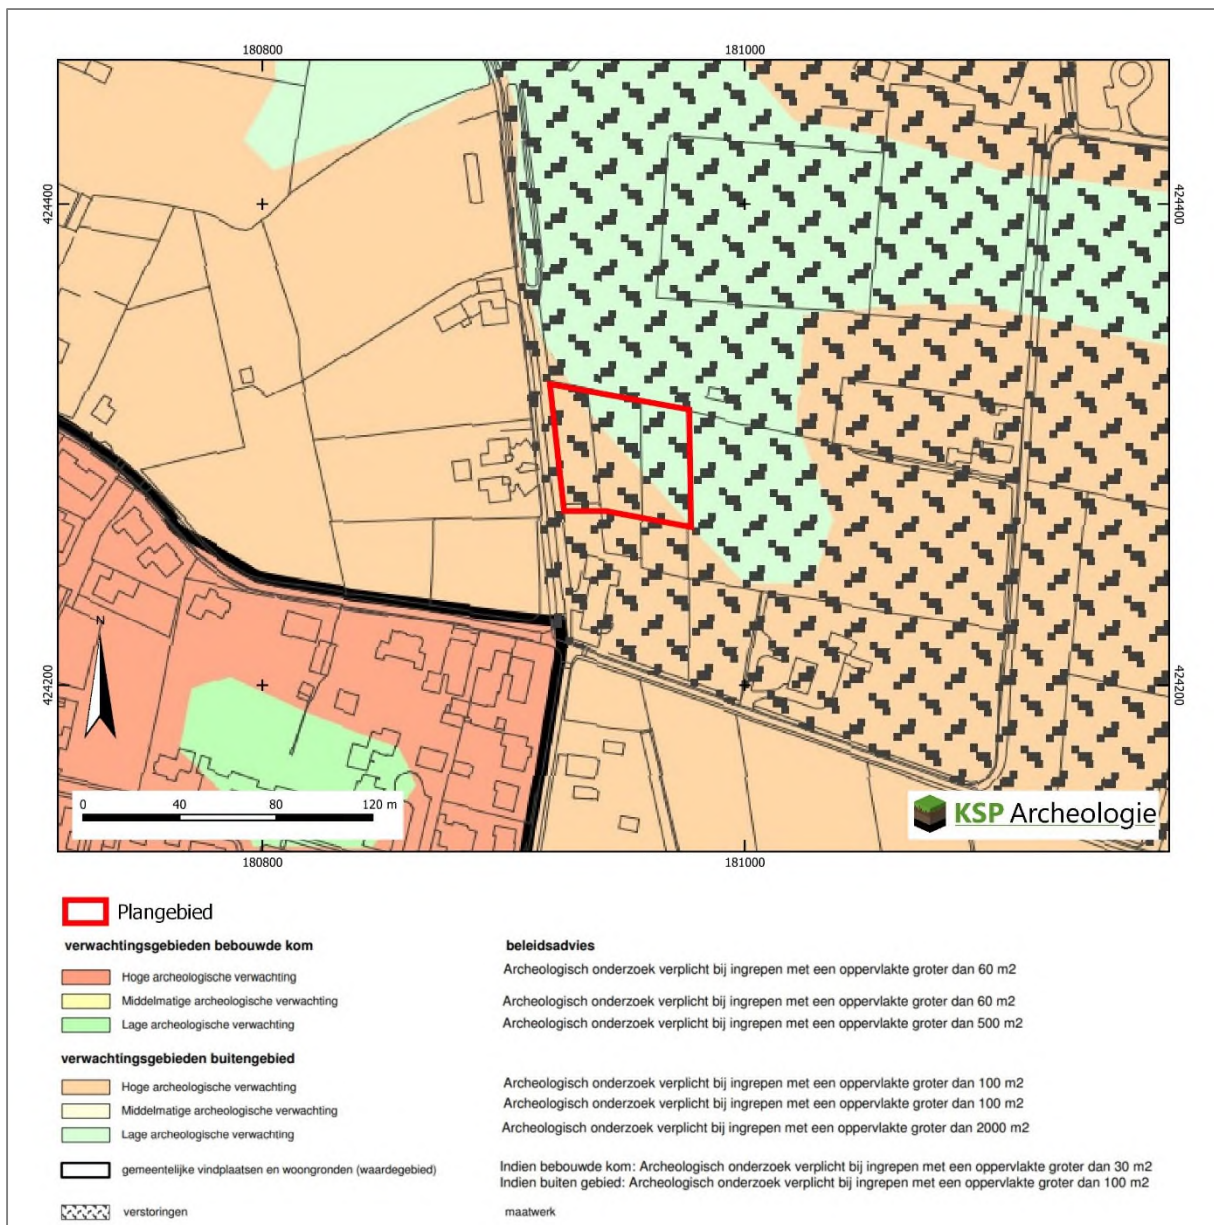 180800
181000
424400
424400
424200
424200
N
0 40 80 120 m
KSP Archeologie
180800
181000
Plangebied
verwachtingsgebieden bebouwde kom
beleidsadvies
Hoge archeologische verwachting
Archeologisch onderzoek verplicht bij ingrepen met een oppervlakte groter dan 60 m2
Middelmatige archeologische verwachting
Archeologisch onderzoek verplicht bij ingrepen met een oppervlakte groter dan 60 m2
Lage archeologische verwachting
Archeologisch onderzoek verplicht bij ingrepen met een oppervlakte groter dan 500 m2
verwachtingsgebieden buitengebied
Hoge archeologische verwachting
Archeologisch onderzoek verplicht bij ingrepen met een oppervlakte groter dan 100 m2
Middelmatige archeologische verwachting
Archeologisch onderzoek verplicht bij ingrepen met een oppervlakte groter dan 100 m2
Lage archeologische verwachting
Archeologisch onderzoek verplicht bij ingrepen met een oppervlakte groter dan 2000 m2
gemeentelijke vindplaatsen en woongronden (waardegebied)
Indien bebouwde kom: Archeologisch onderzoek verplicht bij ingrepen met een oppervlakte groter dan 30 m2
Indien buiten gebied: Archeologisch onderzoek verplicht bij ingrepen met een oppervlakte groter dan 100 m2
verstoringen
maatwerk